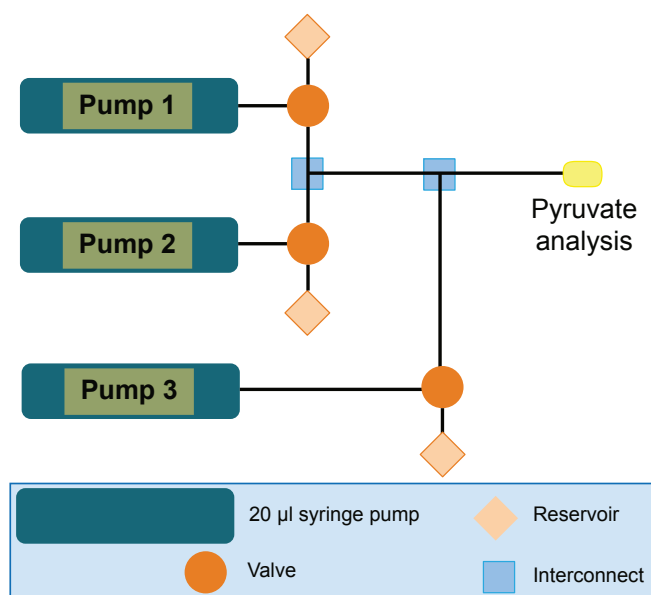 Pump 1
Pump 2
Pyruvate
analysis
Pump 3
20 µl syringe pump
Reservoir
Valve
Interconnect